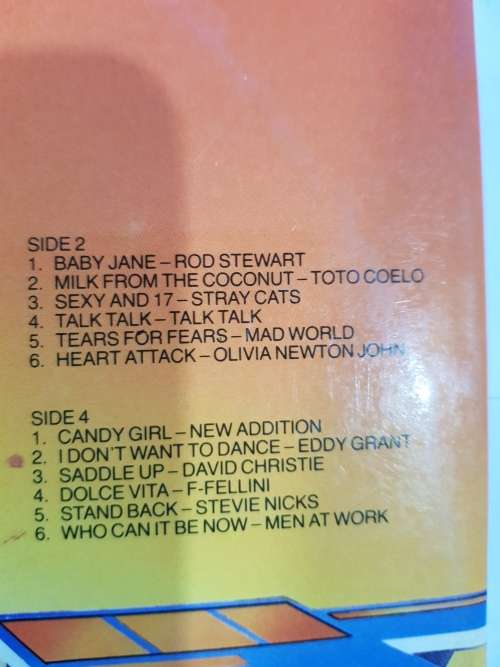 SIDE 2
1. BABY JANE – ROD STEWART
2. MILK FROM THE COCONUT – TOTO COELO
3. SEXY AND 17 – STRAY CATS
4. TALK TALK – TALK TALK
5. TEARS FOR FEARS – MAD WORLD
6. HEART ATTACK – OLIVIA NEWTON JOHN
SIDE 4
1. CANDY GIRL – NEW ADDITION
2. I DON'T WANT TO DANCE – EDDY GRANT
3. SADDLE UP – DAVID CHRISTIE
4. DOLCE VITA – F-FELLINI
5. STAND BACK – STEVIE NICKS
6. WHO CAN IT BE NOW – MEN AT WORK